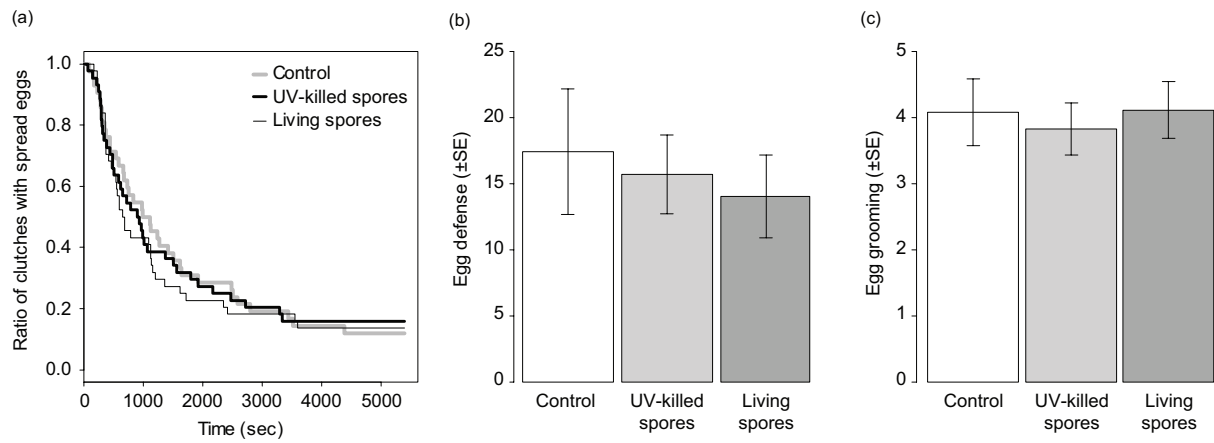 (a)
Ratio of clutches with spread eggs
1.0
0.8
0.6
0.4
0.2
0.0
Control
UV-killed spores
Living spores
0 1000 2000 3000 4000 5000
Time (sec)
(b)
Egg defense (±SE)
25
20
15
10
5
0
Control UV-killed spores Living spores
(c)
Egg grooming (±SE)
5
4
3
2
1
0
Control UV-killed spores Living spores